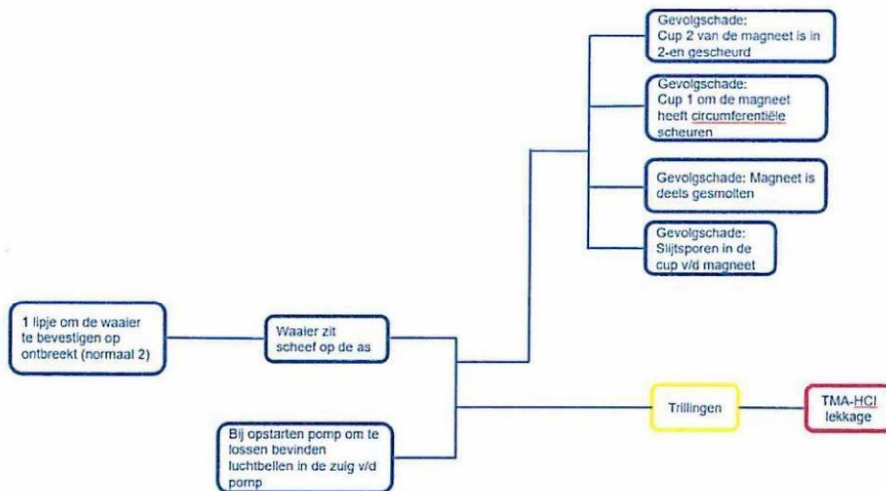 Gevolgschade:
Cup 2 van de magneet is in
2-en gescheurd
Gevolgschade:
Cup 1 om de magneet
heeft circumferentiële
scheuren
Gevolgschade: Magneet is
deels gesmolten
Gevolgschade:
Slijtsporen in de
cup v/d magneet
1 lipje om de waaier
te bevestigen op
ontbreekt (normaal 2)
Waaier zit
scheef op de as
Bij opstarten pomp om te
lossen bevinden
luchtbellen in de zuig v/d
pomp
Trillingen
TMA-HCl
lekkage